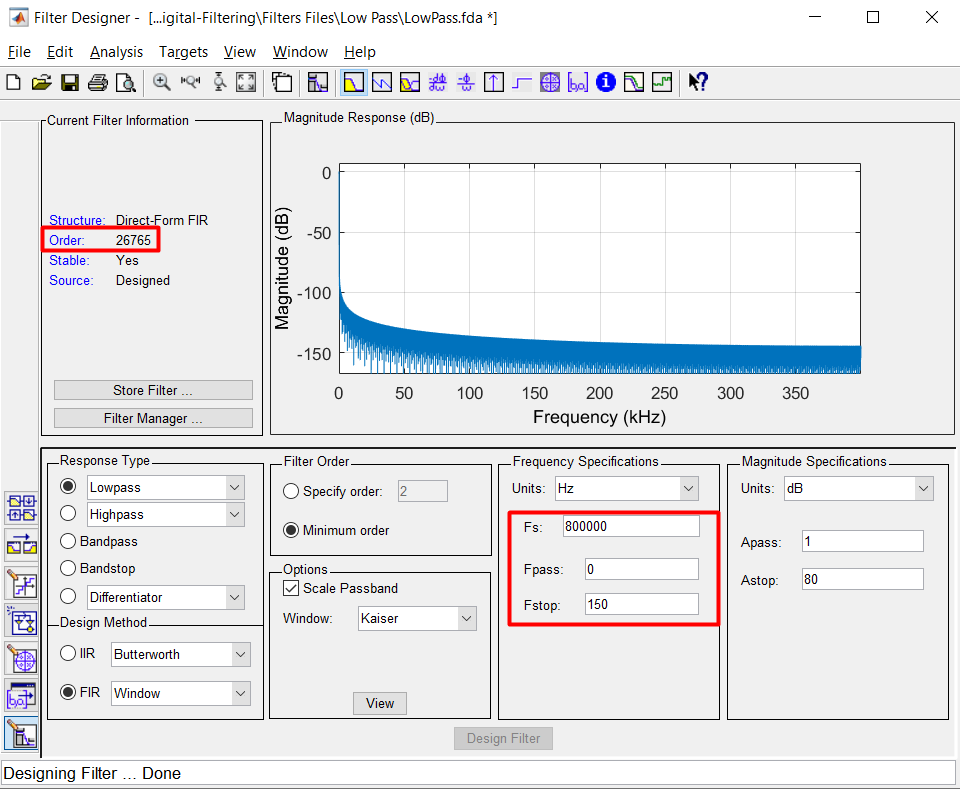 Filter Designer - [...igital-Filtering\Filters Files\Low Pass\LowPass.fda *]
File Edit Analysis Targets View Window Help
Current Filter Information
Structure: Direct-Form FIR
Order: 26765
Stable: Yes
Source: Designed
Store Filter ...
Filter Manager ...
Magnitude Response (dB)
Magnitude (dB)
0
-50
-100
-150
0 50 100 150 200 250 300 350
Frequency (kHz)
Response Type
Lowpass
Highpass
Bandpass
Bandstop
Differentiator
Design Method
IIR Butterworth
FIR Window
Filter Order
Specify order: 2
Minimum order
Options
Scale Passband
Window: Kaiser
View
Frequency Specifications
Units: Hz
Fs: 800000
Fpass: 0
Fstop: 150
Magnitude Specifications
Units: dB
Apass: 1
Astop: 80
Design Filter
Designing Filter ... Done